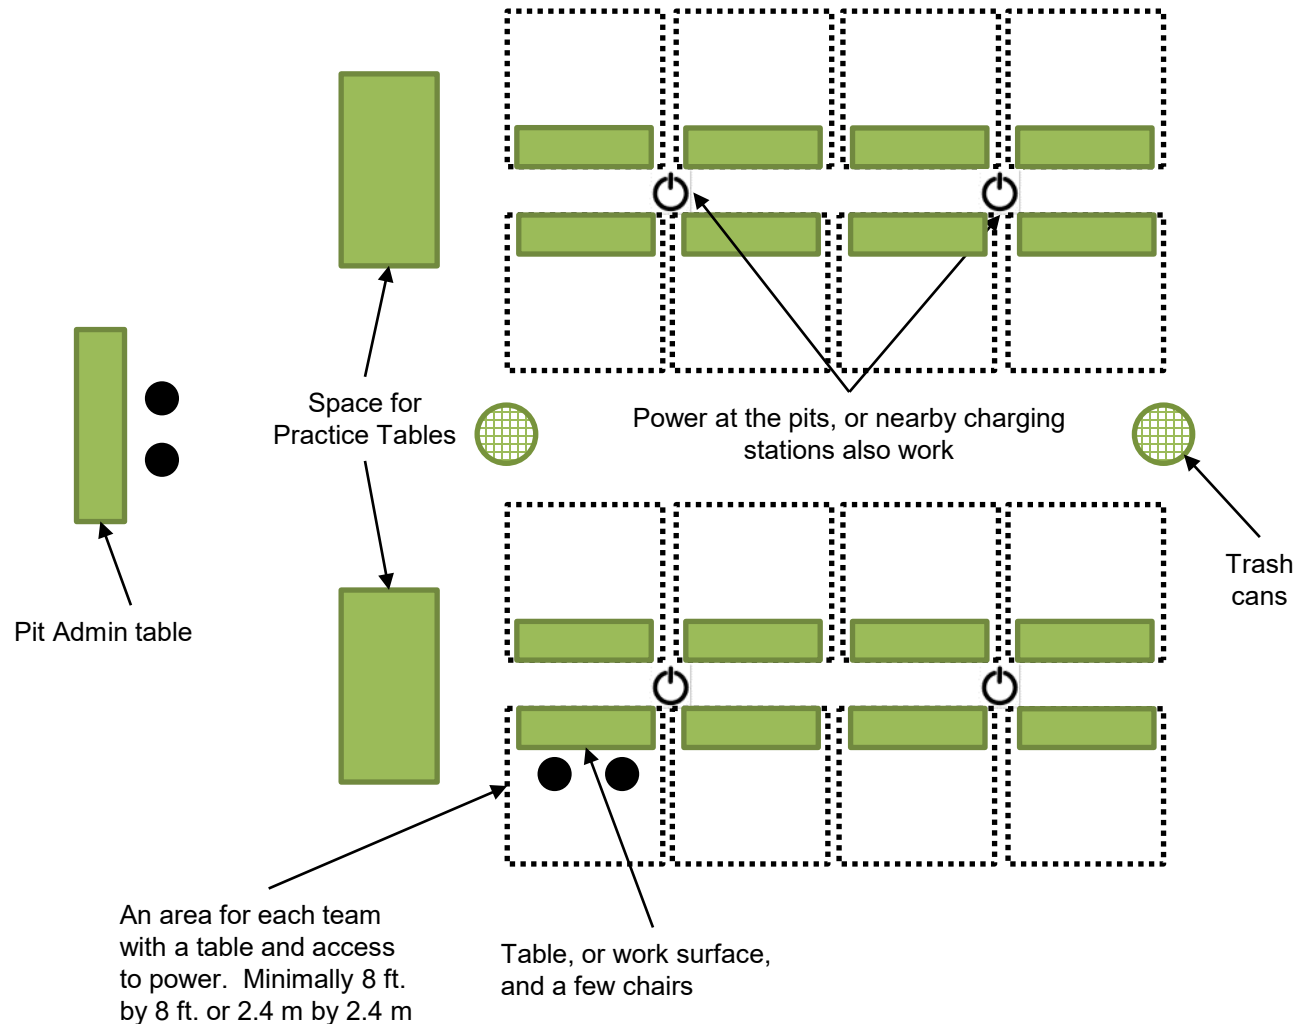 Space for
Practice Tables
Power at the pits, or nearby charging
stations also work
Trash
cans
Pit Admin table
An area for each team
with a table and access
to power.  Minimally 8 ft.
by 8 ft. or 2.4 m by 2.4 m
Table, or work surface,
and a few chairs